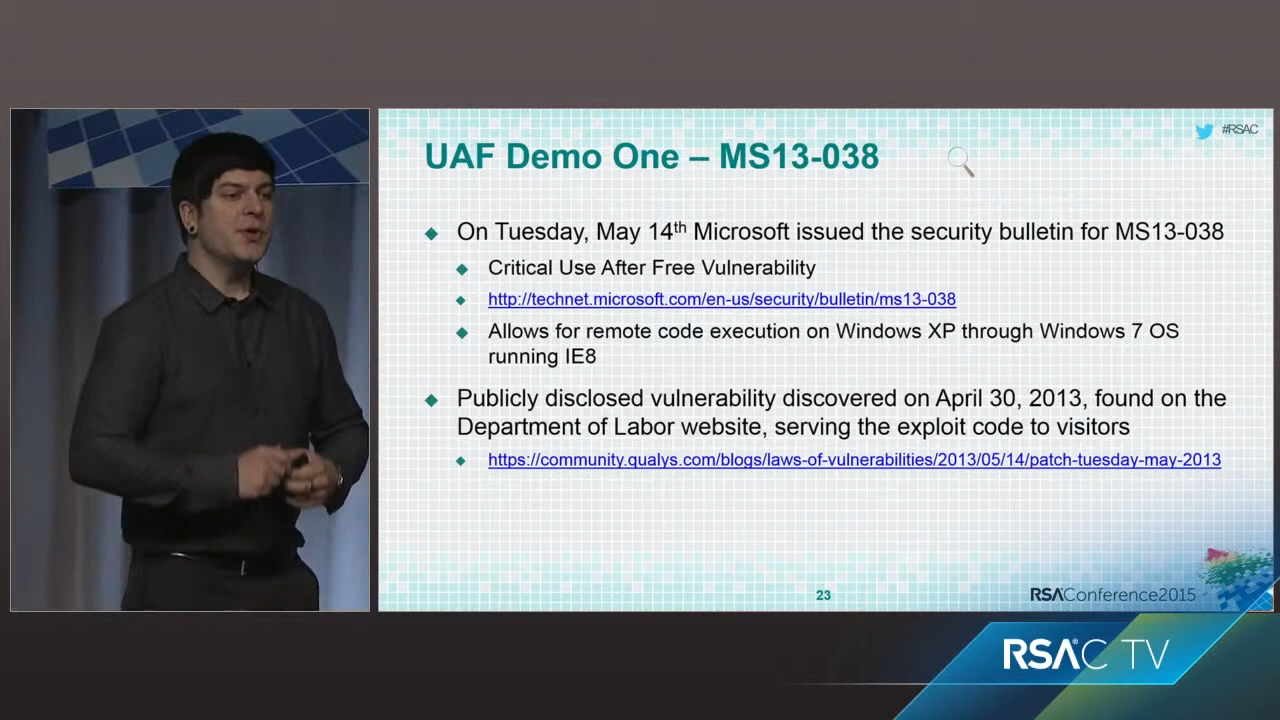 #RSAC
UAF Demo One – MS13-038
On Tuesday, May 14th Microsoft issued the security bulletin for MS13-038
Critical Use After Free Vulnerability
http://technet.microsoft.com/en-us/security/bulletin/ms13-038
Allows for remote code execution on Windows XP through Windows 7 OS
running IE8
Publicly disclosed vulnerability discovered on April 30, 2013, found on the
Department of Labor website, serving the exploit code to visitors
https://community.qualys.com/blogs/laws-of-vulnerabilities/2013/05/14/patch-tuesday-may-2013
23
RSAConference2015
RSA®C TV